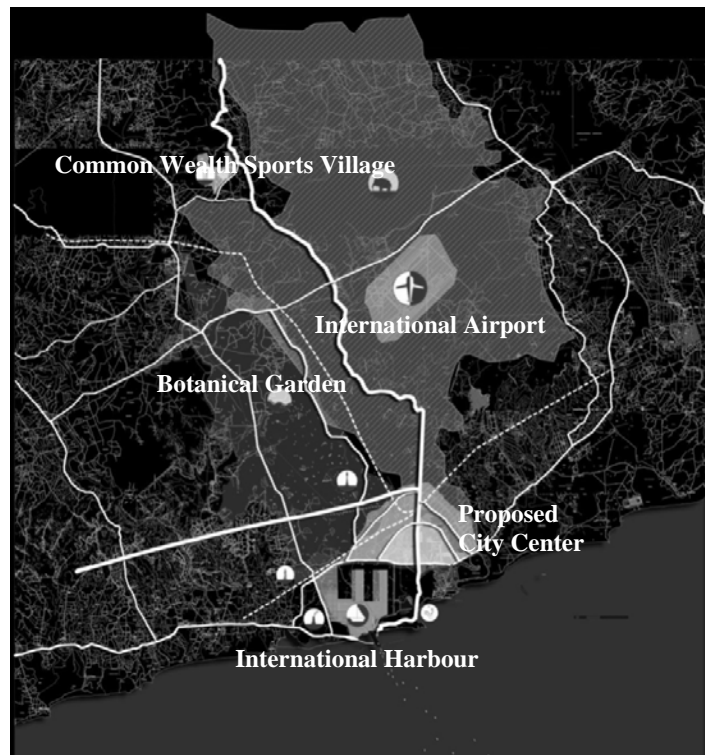 Common Wealth Sports Village
International Airport
Botanical Garden
Proposed
City Center
International Harbour